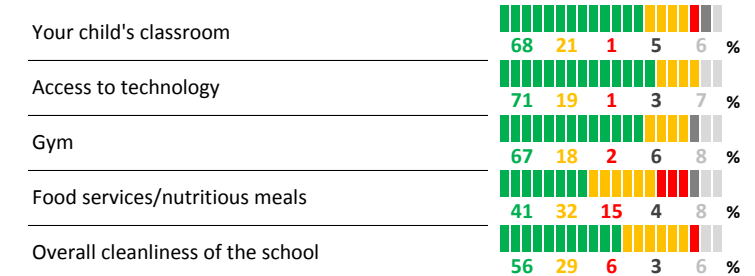 Your child's classroom
68 21 1 5 6 %
Access to technology
71 19 1 3 7 %
Gym
67 18 2 6 8 %
Food services/nutritious meals
41 32 15 4 8 %
Overall cleanliness of the school
56 29 6 3 6 %